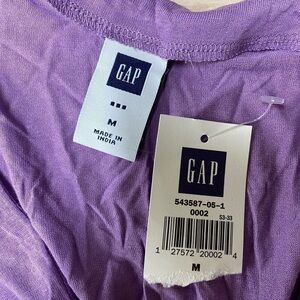 GAP
M
MADE IN
INDIA
GAP
543587-05-1
0002
53-33
1 27572 20002 4
M